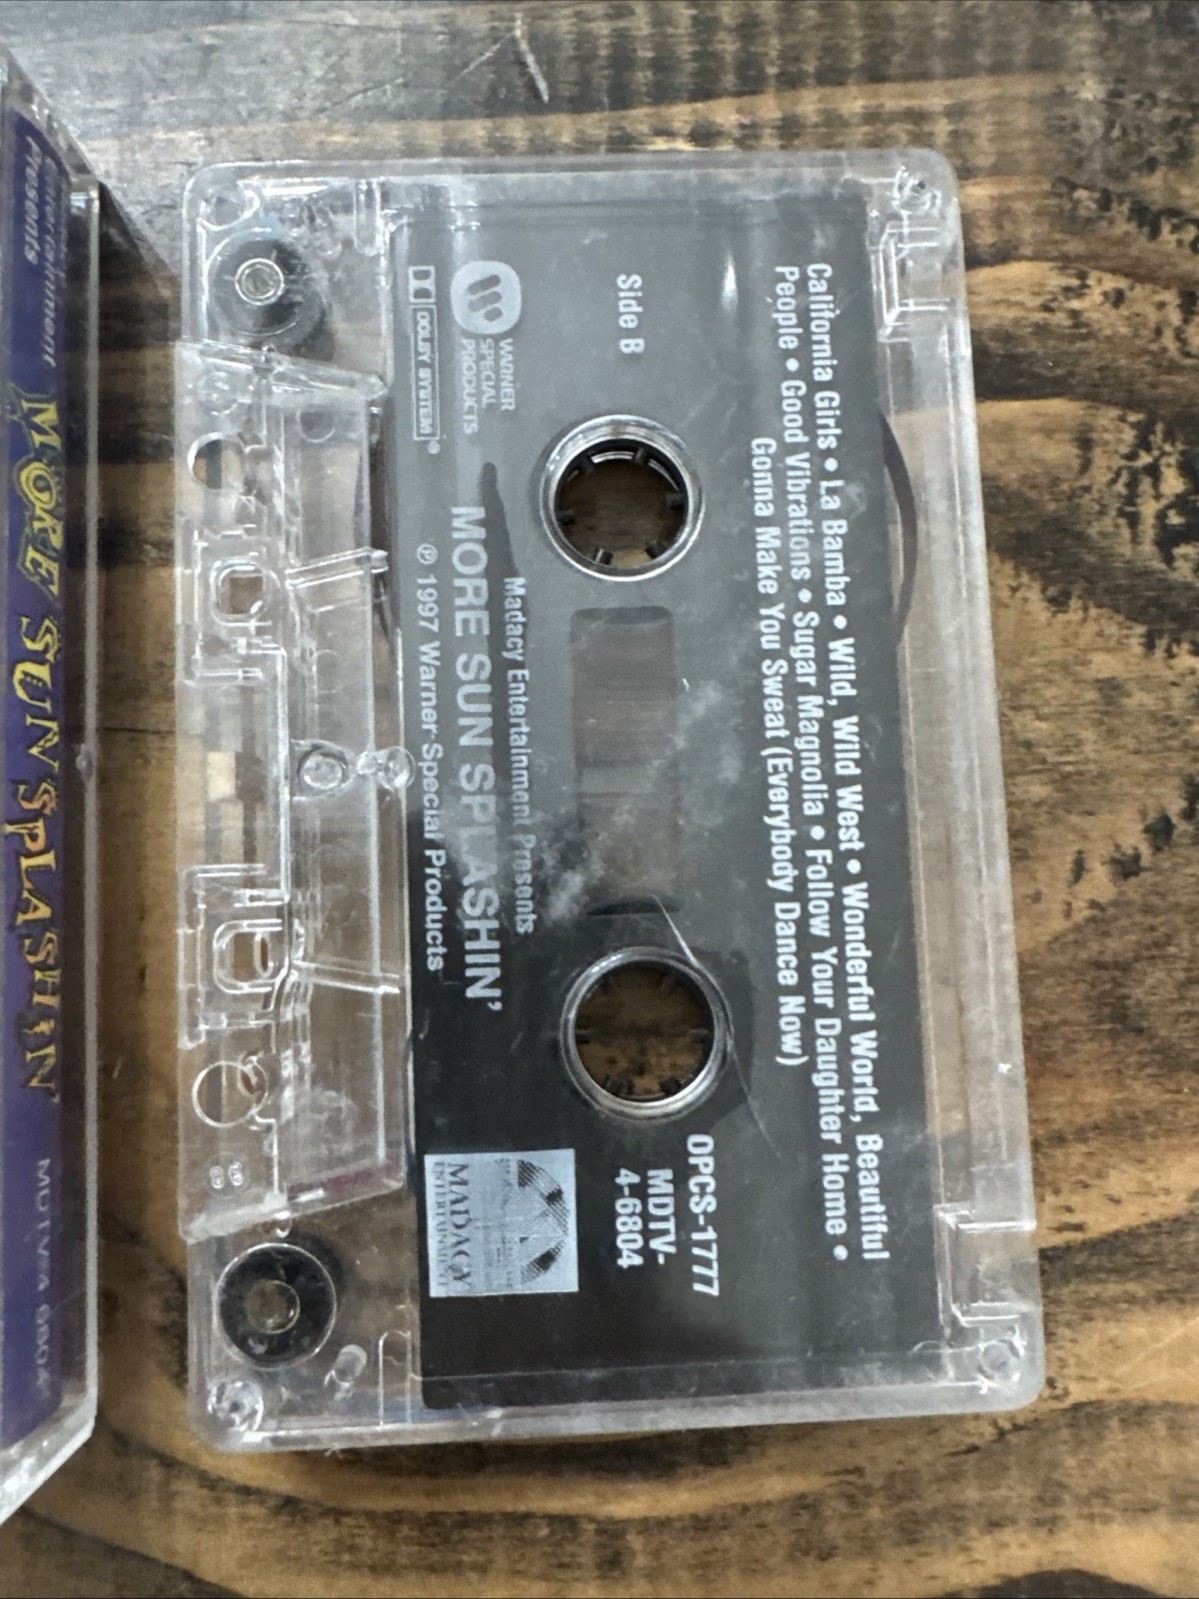 California Girls • La Bamba • Wild, Wild West • Wonderful World, Beautiful
People • Good Vibrations • Sugar Magnolia • Follow Your Daughter Home •
Gonna Make You Sweat (Everybody Dance Now)
Side B
OPCS-1777
MDTV-
4-6804
WARNER
SPECIAL
PRODUCTS
DOLBY SYSTEM®
Madacy Entertainment Presents
MORE SUN SPLASHIN'
℗ 1997 Warner Special Products
MADACY
ENTERTAINMENT
Entertainment
Presents
MORE SUN SPLASHIN'